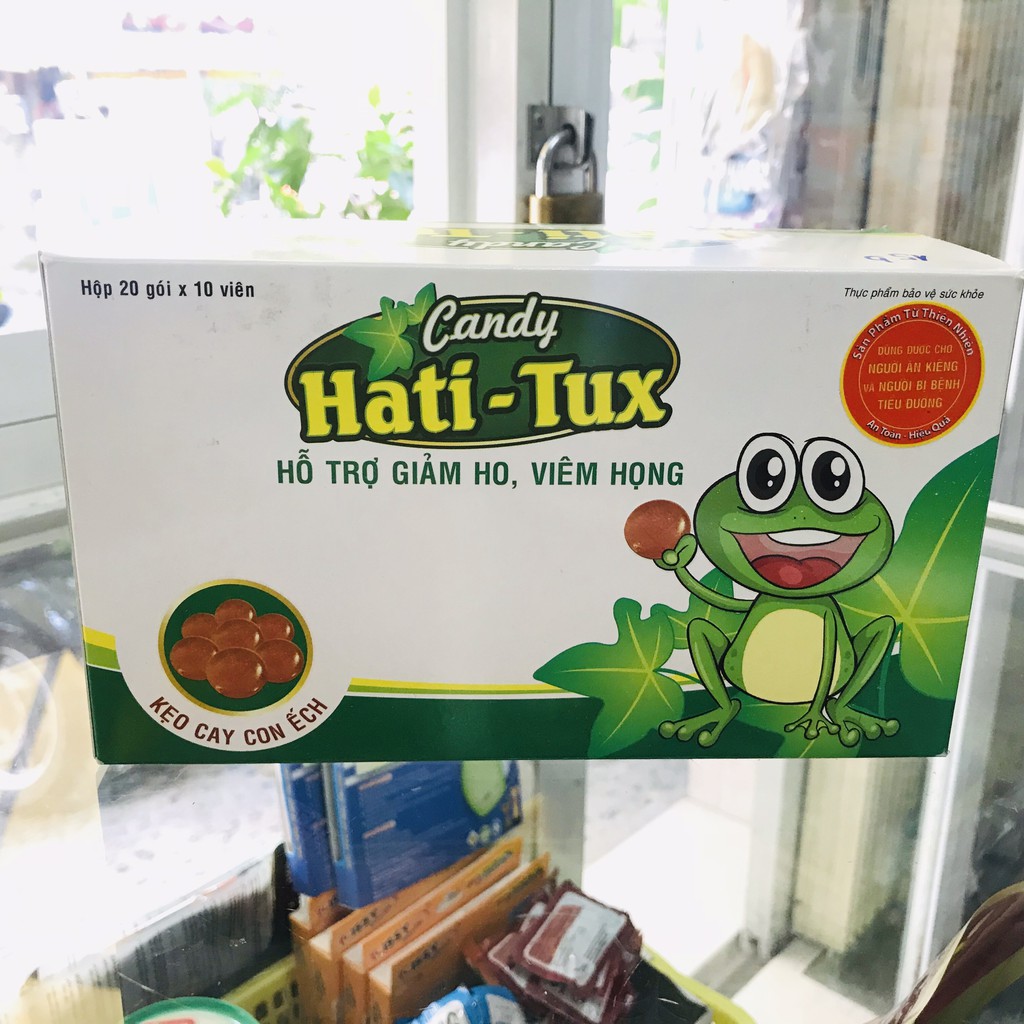 Hộp 20 gói x 10 viên
Thực phẩm bảo vệ sức khỏe
Candy
Hati-Tux
HỖ TRỢ GIẢM HO, VIÊM HỌNG
Sản Phẩm Từ Thiên Nhiên
DÙNG ĐƯỢC CHO
NGƯỜI ĂN KIÊNG
VÀ NGƯỜI BỊ BỆNH
TIỂU ĐƯỜNG
An Toàn - Hiệu Quả
KẸO CAY CON ẾCH